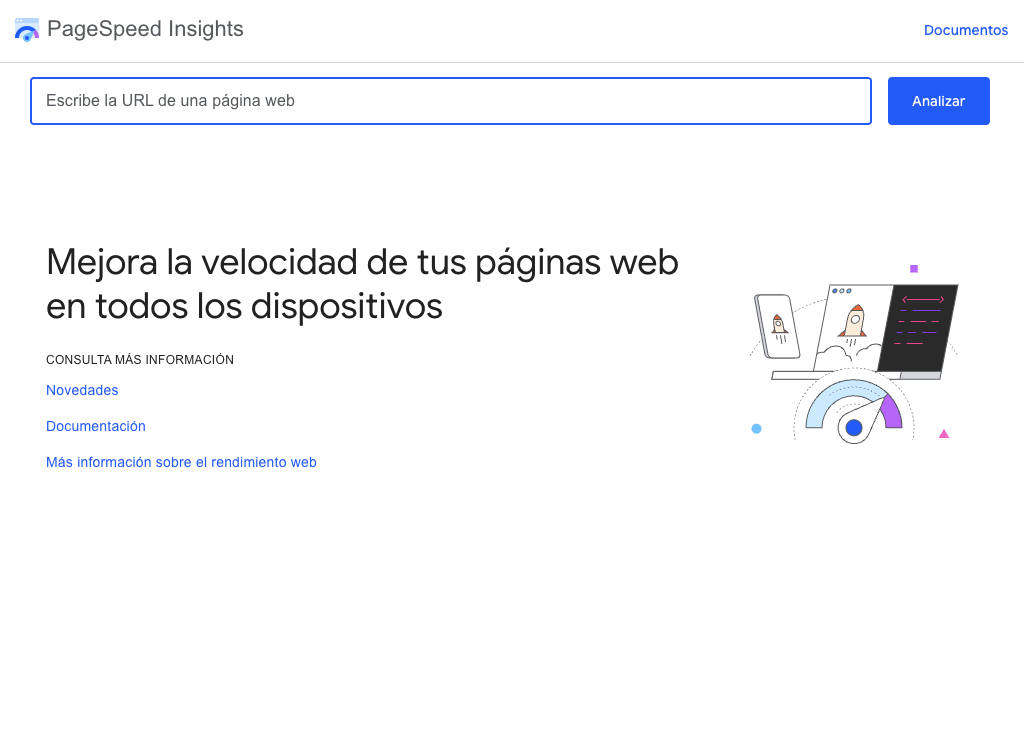 PageSpeed Insights
Documentos
Escribe la URL de una página web
Analizar
Mejora la velocidad de tus páginas web
en todos los dispositivos
CONSULTA MÁS INFORMACIÓN
Novedades
Documentación
Más información sobre el rendimiento web